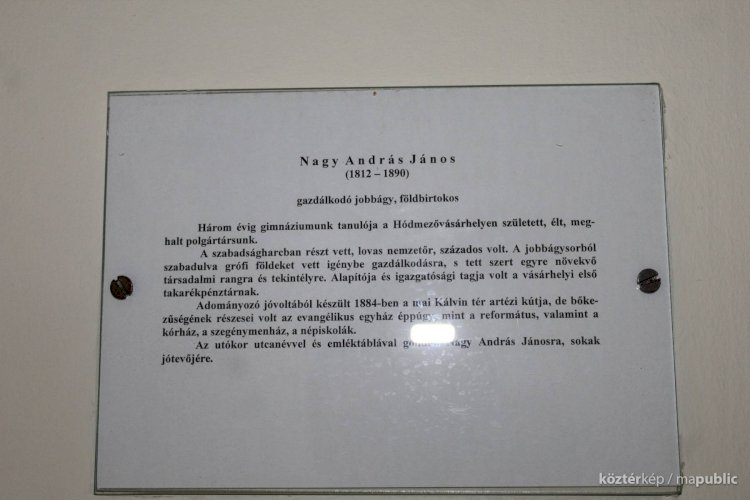 Nagy András János
(1812 – 1890)
gazdálkodó jobbágy, földbirtokos
Három évig gimnáziumunk tanulója a Hódmezővásárhelyen született, élt, meg-
halt polgártársunk.
A szabadságharcban részt vett, lovas nemzetőr, százados volt. A jobbágysorból
szabadulva grófi földeket vett igénybe gazdálkodásra, s tett szert egyre növekvő
társadalmi rangra és tekintélyre. Alapítója és igazgatósági tagja volt a vásárhelyi első
takarékpénztárnak.
Adományozó jóvoltából készült 1884-ben a mai Kálvin tér artézi kútja, de bőke-
zűségének részesei volt az evangélikus egyház éppúgy, mint a református, valamint a
kórház, a szegénymenház, a népiskolák.
Az utókor utcanévvel és emléktáblával Nagy András Jánosra, sokak
jótevőjére.
köztérkép / mapublic